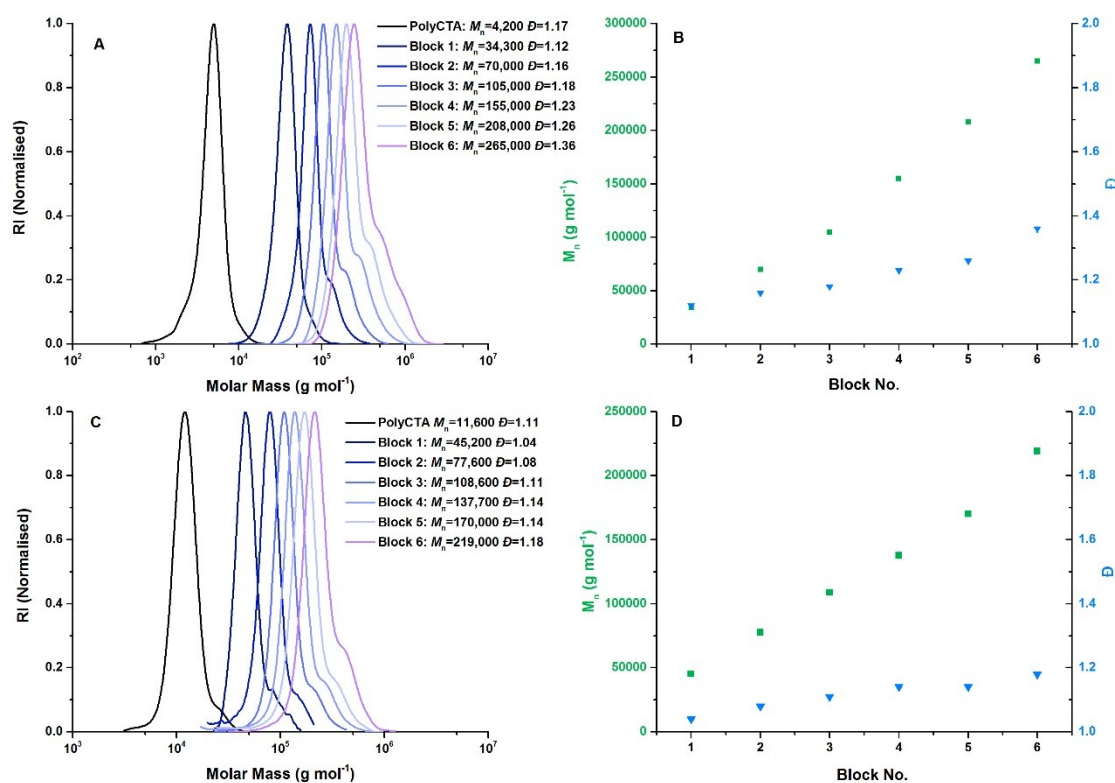 A
PolyCTA: Mn=4,200 Đ=1.17
Block 1: Mn=34,300 Đ=1.12
Block 2: Mn=70,000 Đ=1.16
Block 3: Mn=105,000 Đ=1.18
Block 4: Mn=155,000 Đ=1.23
Block 5: Mn=208,000 Đ=1.26
Block 6: Mn=265,000 Đ=1.36
RI (Normalised)
1.0
0.8
0.6
0.4
0.2
0.0
10² 10³ 10⁴ 10⁵ 10⁶ 10⁷
Molar Mass (g mol⁻¹)
B
Mn (g mol⁻¹)
300000
250000
200000
150000
100000
50000
0
2.0
1.8
1.6
1.4
1.2
1.0
Đ
1 2 3 4 5 6
Block No.
C
PolyCTA Mn=11,600 Đ=1.11
Block 1: Mn=45,200 Đ=1.04
Block 2: Mn=77,600 Đ=1.08
Block 3: Mn=108,600 Đ=1.11
Block 4: Mn=137,700 Đ=1.14
Block 5: Mn=170,000 Đ=1.14
Block 6: Mn=219,000 Đ=1.18
RI (Normalised)
1.0
0.8
0.6
0.4
0.2
0.0
10³ 10⁴ 10⁵ 10⁶ 10⁷
Molar Mass (g mol⁻¹)
D
Mn (g mol⁻¹)
250000
200000
150000
100000
50000
0
2.0
1.8
1.6
1.4
1.2
1.0
Đ
1 2 3 4 5 6
Block No.